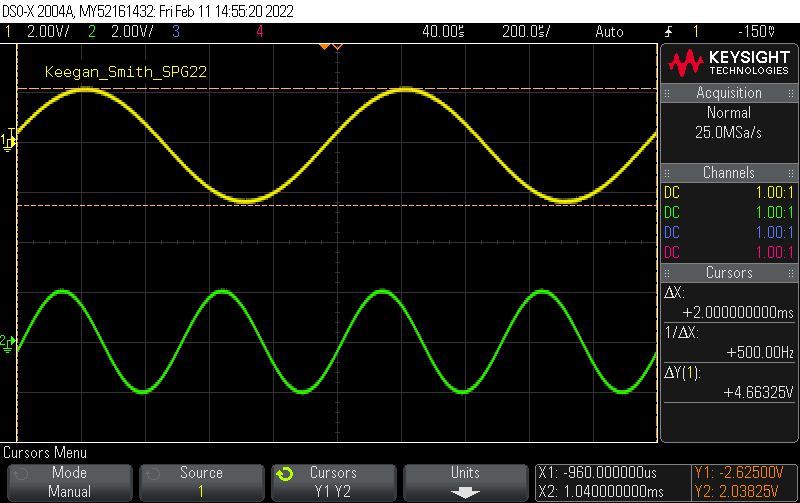 DSO-X 2004A, MY52161432: Fri Feb 11 14:55:20 2022
1 2.00V/ 2 2.00V/ 3 4 40.00s 200.0s/ Auto 1 -150V
Keegan_Smith_SPG22
KEYSIGHT
TECHNOLOGIES
Acquisition
Normal
25.0MSa/s
Channels
DC 1.00:1
DC 1.00:1
DC 1.00:1
DC 1.00:1
Cursors
ΔX:
+2.000000000ms
1/ΔX:
+500.00Hz
ΔY(1):
+4.66325V
T
1
2
Cursors Menu
Mode
Manual
Source
1
Cursors
Y1 Y2
Units
X1: -960.000000us
X2: 1.040000000ms
Y1: -2.62500V
Y2: 2.03825V